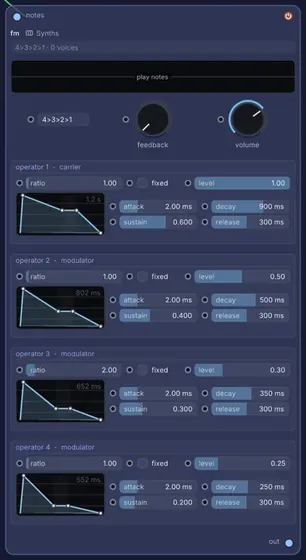 notes
fm Synths
4>3>2>1 · 0 voices
play notes
4>3>2>1
feedback volume
operator 1 - carrier
ratio 1.00 fixed level 1.00
1.2 s
attack 2.00 ms decay 900 ms
sustain 0.600 release 300 ms
operator 2 - modulator
ratio 1.00 fixed level 0.50
802 ms
attack 2.00 ms decay 500 ms
sustain 0.400 release 300 ms
operator 3 - modulator
ratio 2.00 fixed level 0.30
652 ms
attack 2.00 ms decay 350 ms
sustain 0.300 release 300 ms
operator 4 - modulator
ratio 1.00 fixed level 0.25
552 ms
attack 2.00 ms decay 250 ms
sustain 0.200 release 300 ms
out